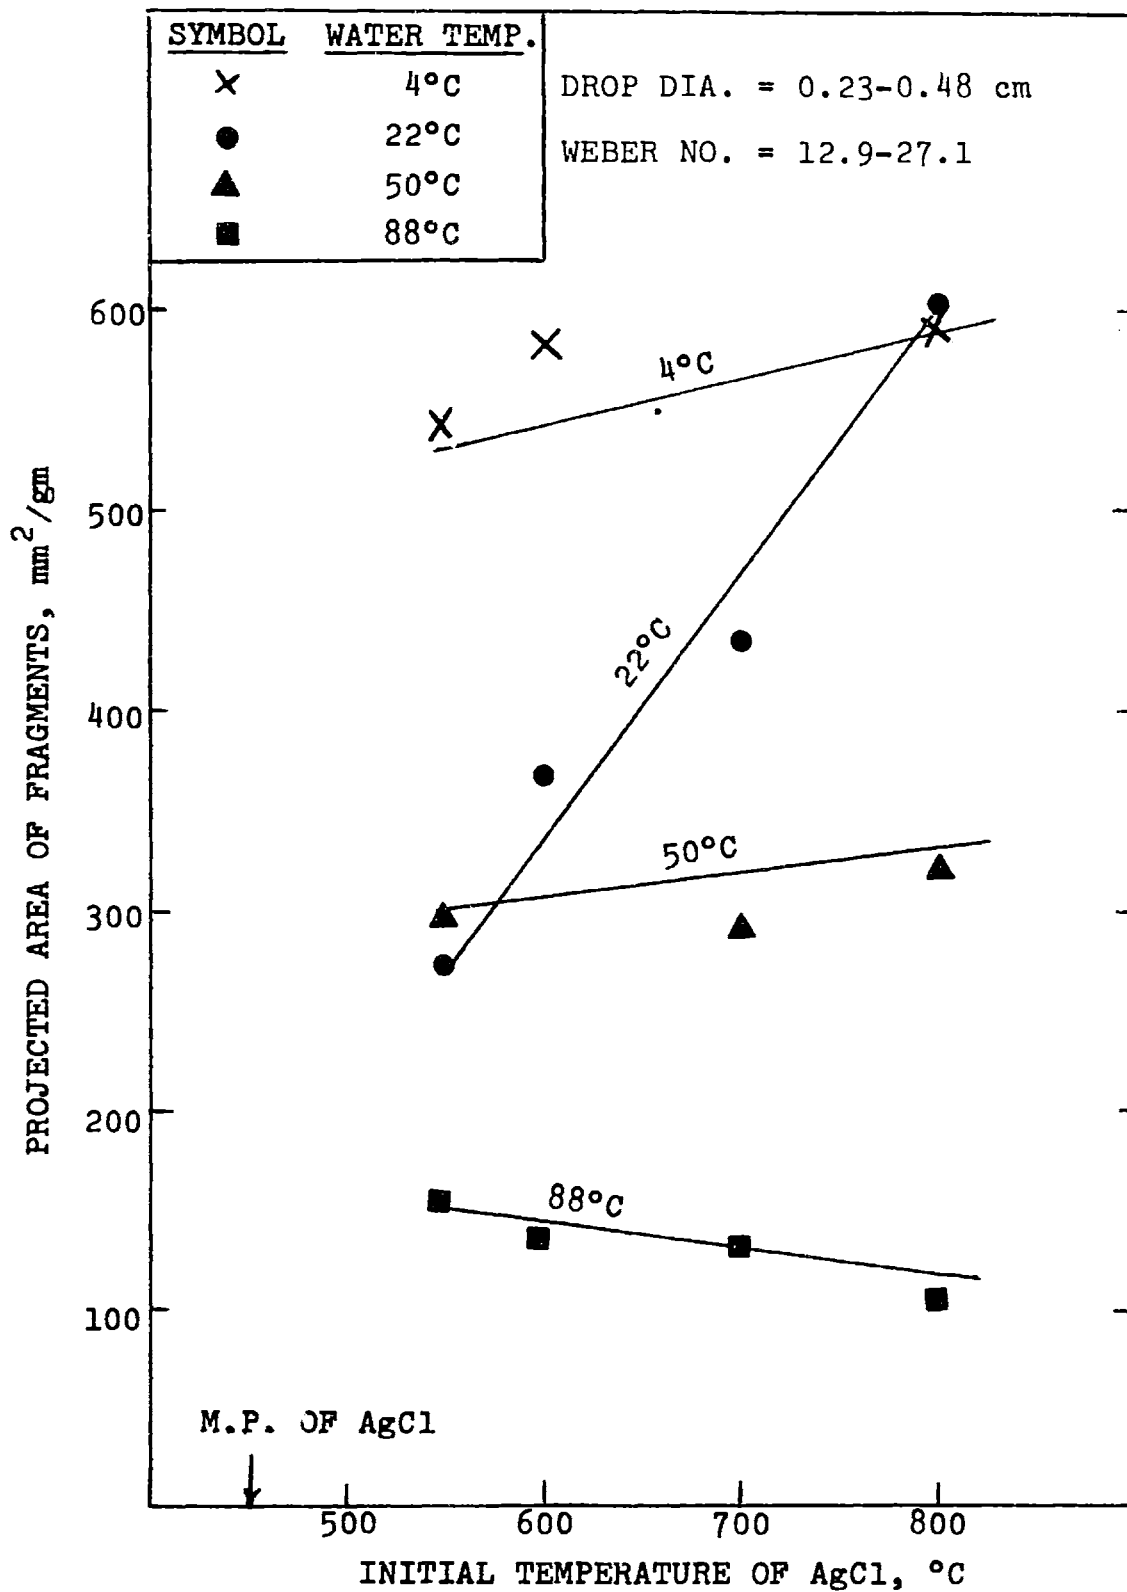 SYMBOL WATER TEMP.
× 4°C
● 22°C
▲ 50°C
■ 88°C
DROP DIA. = 0.23-0.48 cm
WEBER NO. = 12.9-27.1
PROJECTED AREA OF FRAGMENTS, mm²/gm
600
500
400
300
200
100
4°C
22°C
50°C
88°C
M.P. OF AgCl
500 600 700 800
INITIAL TEMPERATURE OF AgCl, °C